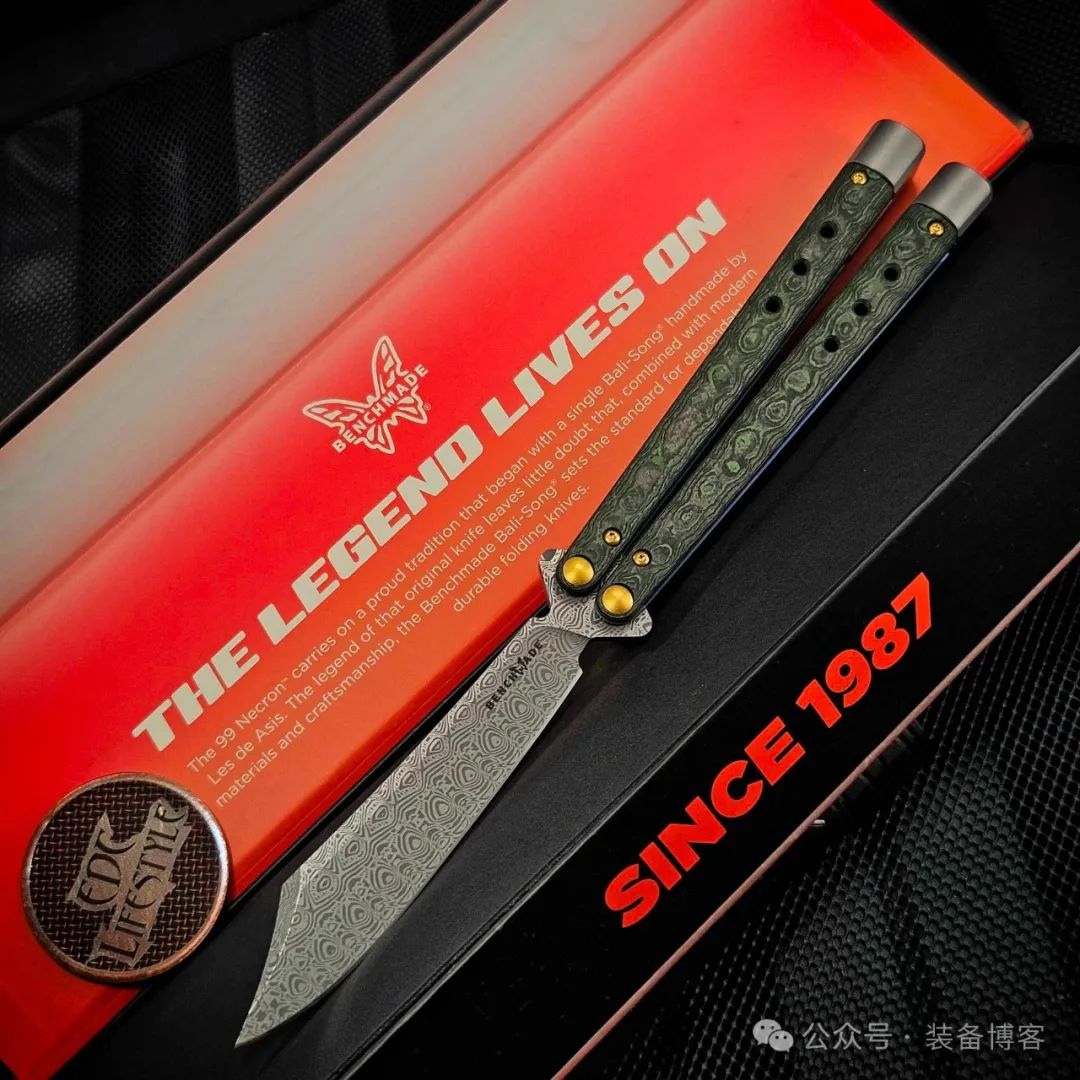 BENCHMADE®
THE LEGEND LIVES ON
The 99 Necron™ carries on a proud tradition that began with a single Bali-Song® handmade by
Les de Asis. The legend of that original knife leaves little doubt that, combined with modern
materials and craftsmanship, the Benchmade Bali-Song® sets the standard for
durable folding knives.
BENCHMADE
SINCE 1987
EDC
LIFESTYLE
公众号 · 装备博客